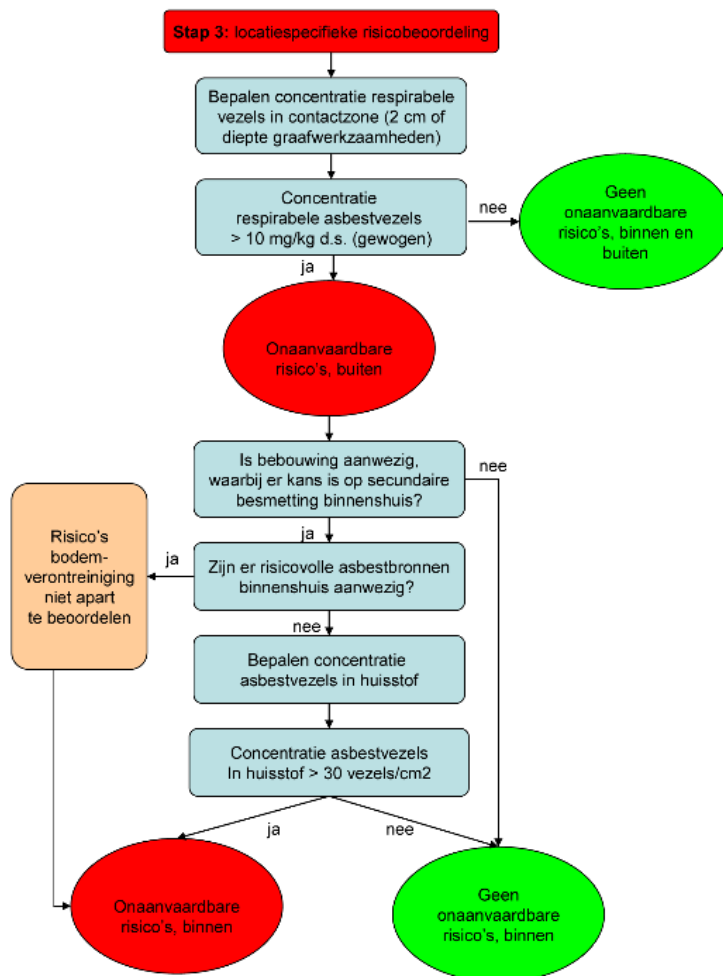 Stap 3: locatiespecifieke risicobeoordeling
Bepalen concentratie respirabele
vezels in contactzone (2 cm of
diepte graafwerkzaamheden)
Concentratie
respirabele asbestvezels
> 10 mg/kg d.s. (gewogen)
nee
Geen
onaanvaardbare
risico's, binnen en
buiten
ja
Onaanvaardbare
risico's, buiten
Is bebouwing aanwezig,
waarbij er kans is op secundaire
besmetting binnenshuis?
nee
ja
Zijn er risicovolle asbestbronnen
binnenshuis aanwezig?
ja
Risico's
bodem-
verontreiniging
niet apart
te beoordelen
nee
Bepalen concentratie
asbestvezels in huisstof
Concentratie asbestvezels
In huisstof > 30 vezels/cm2
ja
nee
Onaanvaardbare
risico's, binnen
Geen
onaanvaardbare
risico's, binnen